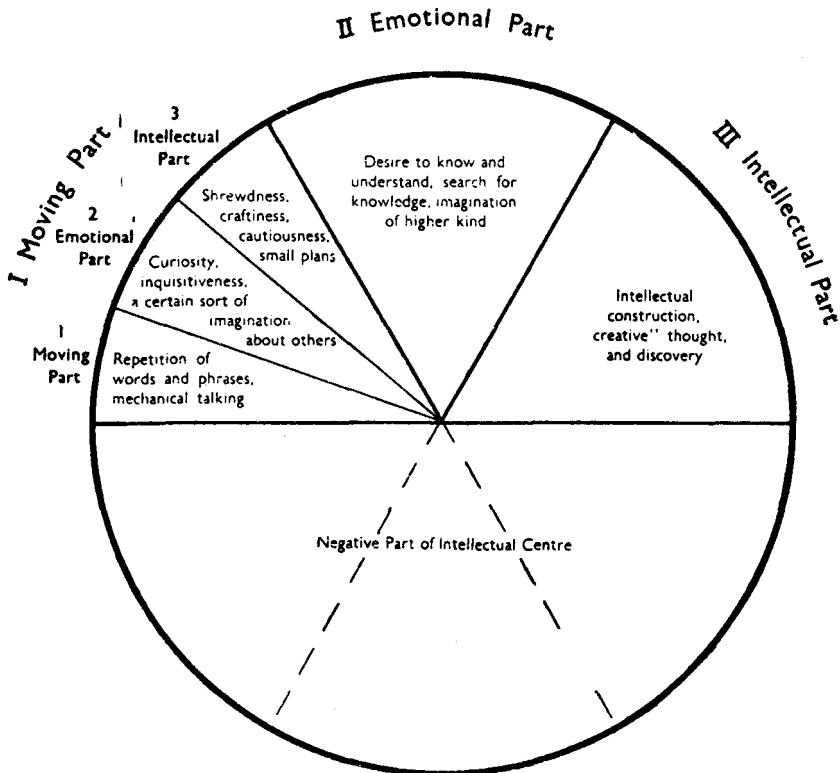 II Emotional Part
I Moving Part
III Intellectual Part
3
Intellectual
Part
2
Emotional
Part
1
Moving
Part
Shrewdness,
craftiness,
cautiousness,
small plans
Curiosity,
inquisitiveness,
a certain sort of
imagination
about others
Repetition of
words and phrases,
mechanical talking
Desire to know and
understand, search for
knowledge, imagination
of higher kind
Intellectual
construction,
creative" thought,
and discovery
Negative Part of Intellectual Centre